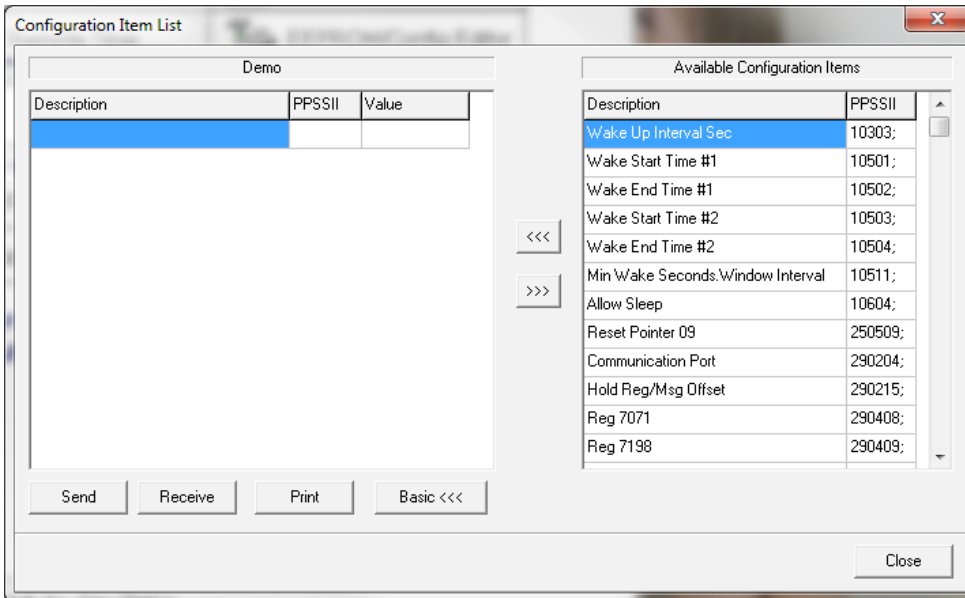 Configuration Item List
EEPROM/Config Editor
Demo
Description PPSSII Value
<<<
>>>
Available Configuration Items
Description PPSSII
Wake Up Interval Sec 10303;
Wake Start Time #1 10501;
Wake End Time #1 10502;
Wake Start Time #2 10503;
Wake End Time #2 10504;
Min Wake Seconds.Window Interval 10511;
Allow Sleep 10604;
Reset Pointer 09 250509;
Communication Port 290204;
Hold Reg/Msg Offset 290215;
Reg 7071 290408;
Reg 7198 290409;
Send Receive Print Basic <<<
Close